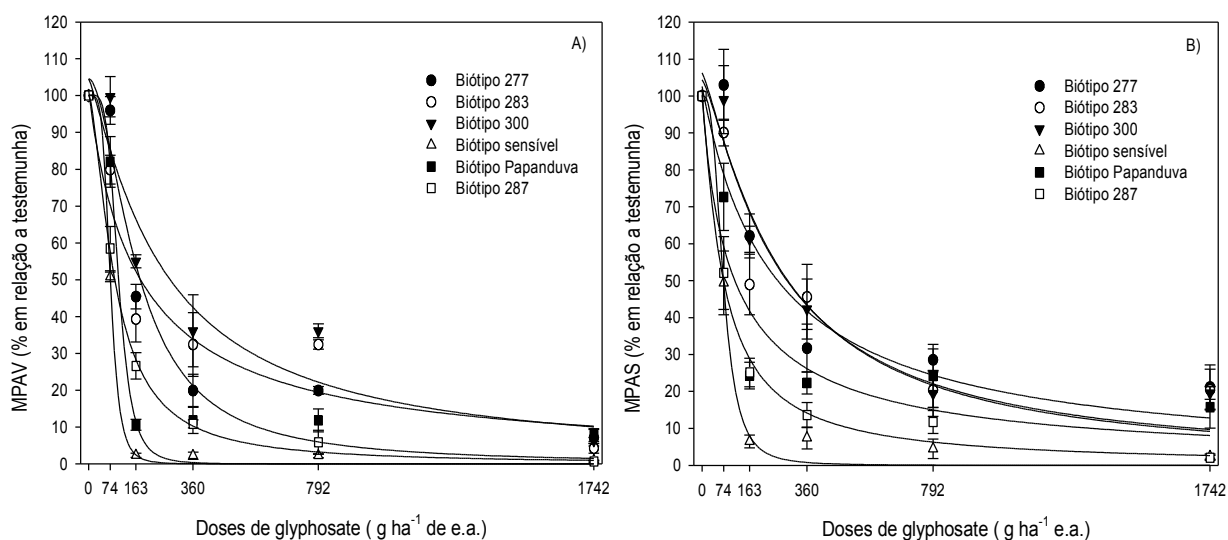 A)
MPAV (% em relação a testemunha)
120
110
100
90
80
70
60
50
40
30
20
10
0
Biótipo 277
Biótipo 283
Biótipo 300
Biótipo sensível
Biótipo Papanduva
Biótipo 287
0 74 163 360 792 1742
Doses de glyphosate ( g ha⁻¹ de e.a.)
B)
MPAS (% em relação a testemunha)
120
110
100
90
80
70
60
50
40
30
20
10
0
Biótipo 277
Biótipo 283
Biótipo 300
Biótipo sensível
Biótipo Papanduva
Biótipo 287
0 74 163 360 792 1742
Doses de glyphosate ( g ha⁻¹ e.a.)